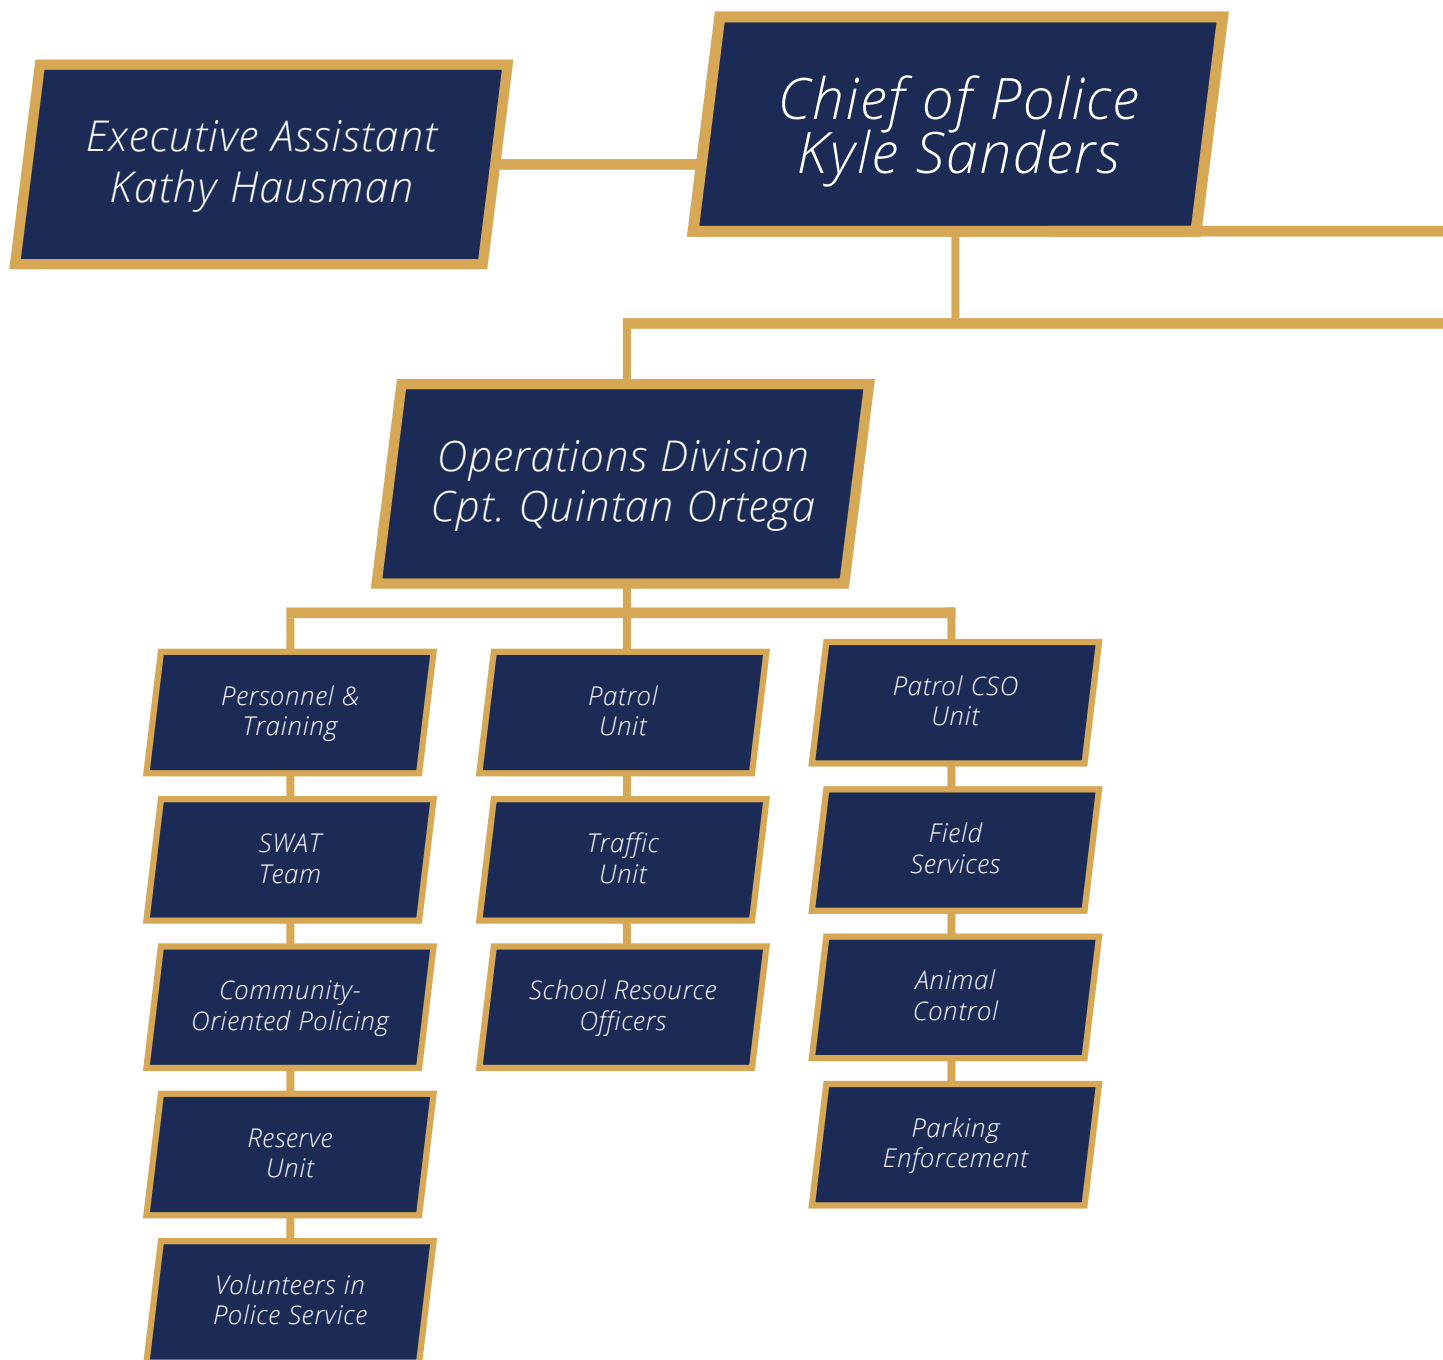 Executive Assistant
Kathy Hausman
Chief of Police
Kyle Sanders
Operations Division
Cpt. Quintan Ortega
Personnel &
Training
SWAT
Team
Community-
Oriented Policing
Reserve
Unit
Volunteers in
Police Service
Patrol
Unit
Traffic
Unit
School Resource
Officers
Patrol CSO
Unit
Field
Services
Animal
Control
Parking
Enforcement